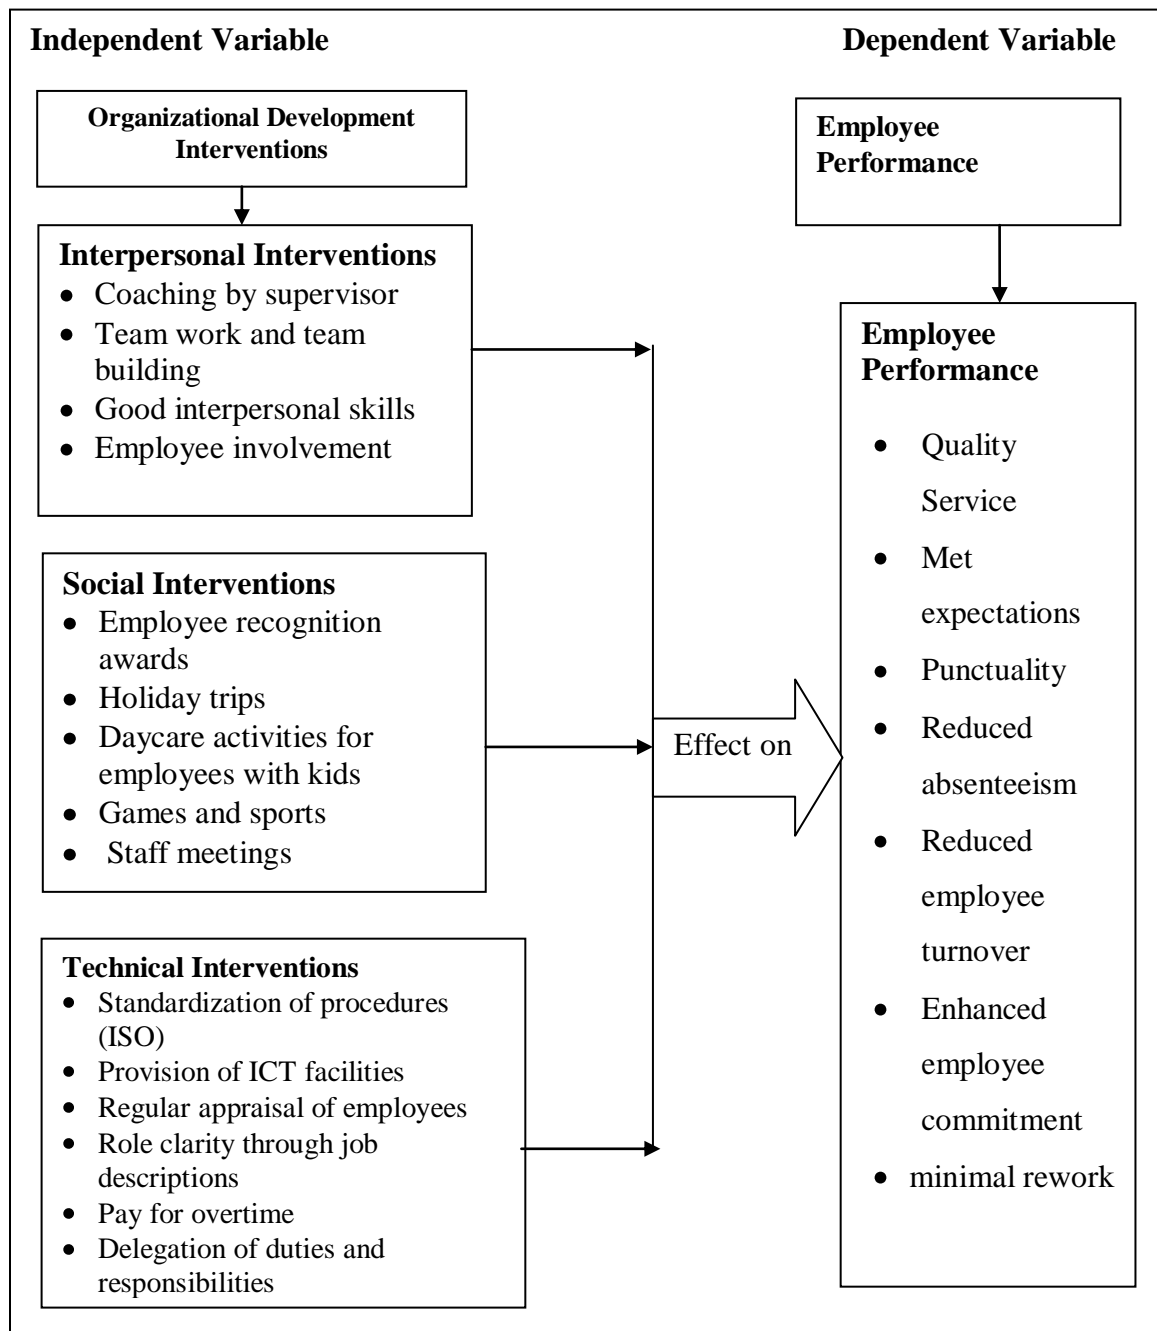 Independent Variable
Dependent Variable
Organizational Development
Interventions
Employee
Performance
Interpersonal Interventions
• Coaching by supervisor
• Team work and team
building
• Good interpersonal skills
• Employee involvement
Social Interventions
• Employee recognition
awards
• Holiday trips
• Daycare activities for
employees with kids
• Games and sports
• Staff meetings
Technical Interventions
• Standardization of procedures
(ISO)
• Provision of ICT facilities
• Regular appraisal of employees
• Role clarity through job
descriptions
• Pay for overtime
• Delegation of duties and
responsibilities
Effect on
Employee
Performance
• Quality
Service
• Met
expectations
• Punctuality
• Reduced
absenteeism
• Reduced
employee
turnover
• Enhanced
employee
commitment
• minimal rework